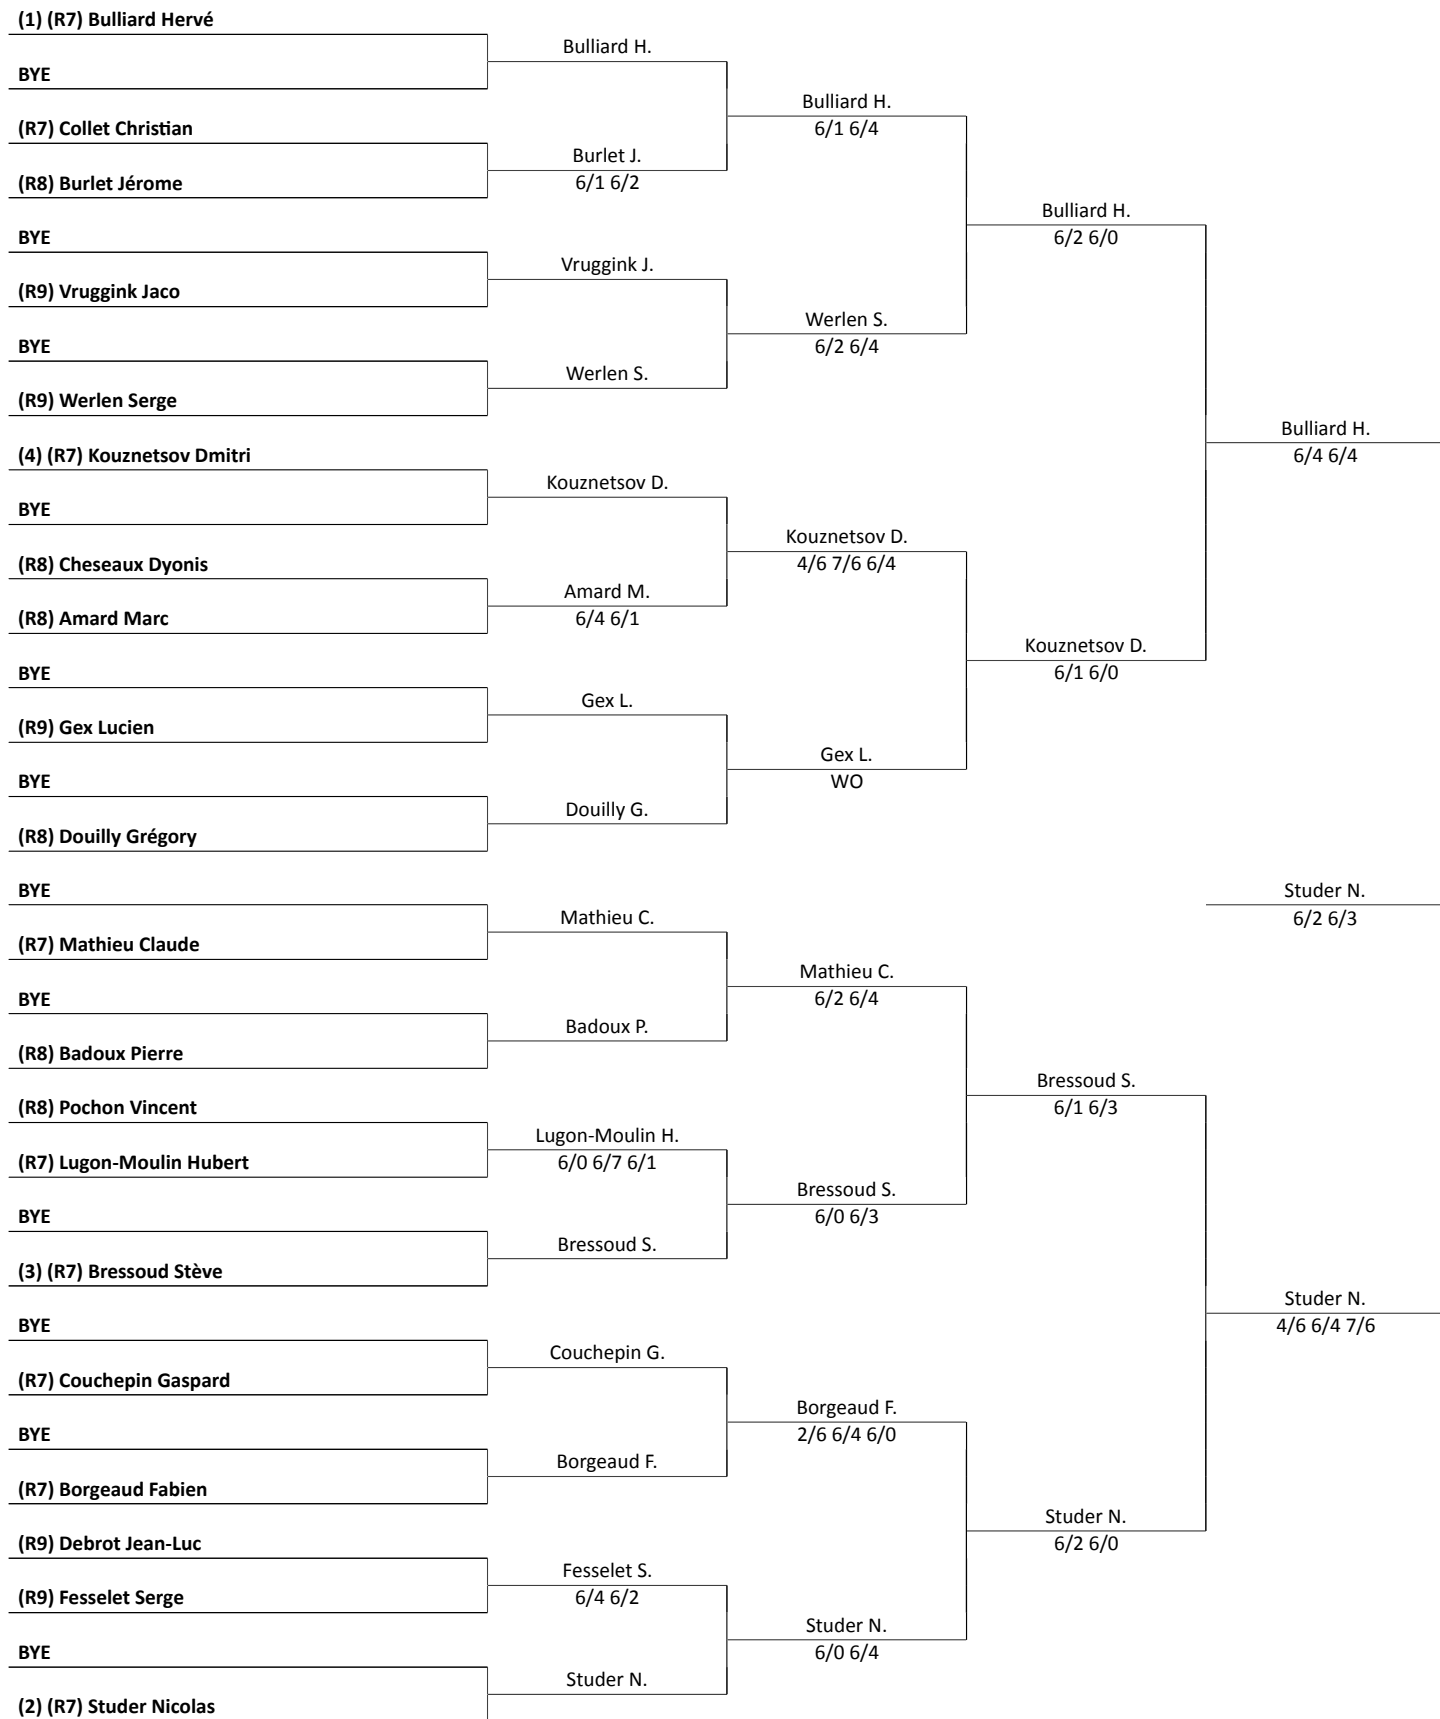 (1) (R7) Bulliard Hervé
Bulliard H.
BYE
Bulliard H.
6/1 6/4
(R7) Collet Christian
Burlet J.
6/1 6/2
(R8) Burlet Jérome
Bulliard H.
6/2 6/0
BYE
Vruggink J.
(R9) Vruggink Jaco
Werlen S.
6/2 6/4
BYE
Werlen S.
(R9) Werlen Serge
Bulliard H.
6/4 6/4
(4) (R7) Kouznetsov Dmitri
Kouznetsov D.
BYE
Kouznetsov D.
4/6 7/6 6/4
(R8) Cheseaux Dyonis
Amard M.
6/4 6/1
(R8) Amard Marc
Kouznetsov D.
6/1 6/0
BYE
Gex L.
(R9) Gex Lucien
Gex L.
WO
BYE
Douilly G.
(R8) Douilly Grégory
BYE
Studer N.
6/2 6/3
Mathieu C.
(R7) Mathieu Claude
Mathieu C.
6/2 6/4
BYE
Badoux P.
(R8) Badoux Pierre
Bressoud S.
6/1 6/3
(R8) Pochon Vincent
Lugon-Moulin H.
6/0 6/7 6/1
(R7) Lugon-Moulin Hubert
Bressoud S.
6/0 6/3
BYE
Bressoud S.
(3) (R7) Bressoud Stève
Studer N.
4/6 6/4 7/6
BYE
Couchepin G.
(R7) Couchepin Gaspard
Borgeaud F.
2/6 6/4 6/0
BYE
Borgeaud F.
(R7) Borgeaud Fabien
Studer N.
6/2 6/0
(R9) Debrot Jean-Luc
Fesselet S.
6/4 6/2
(R9) Fesselet Serge
Studer N.
6/0 6/4
BYE
Studer N.
(2) (R7) Studer Nicolas